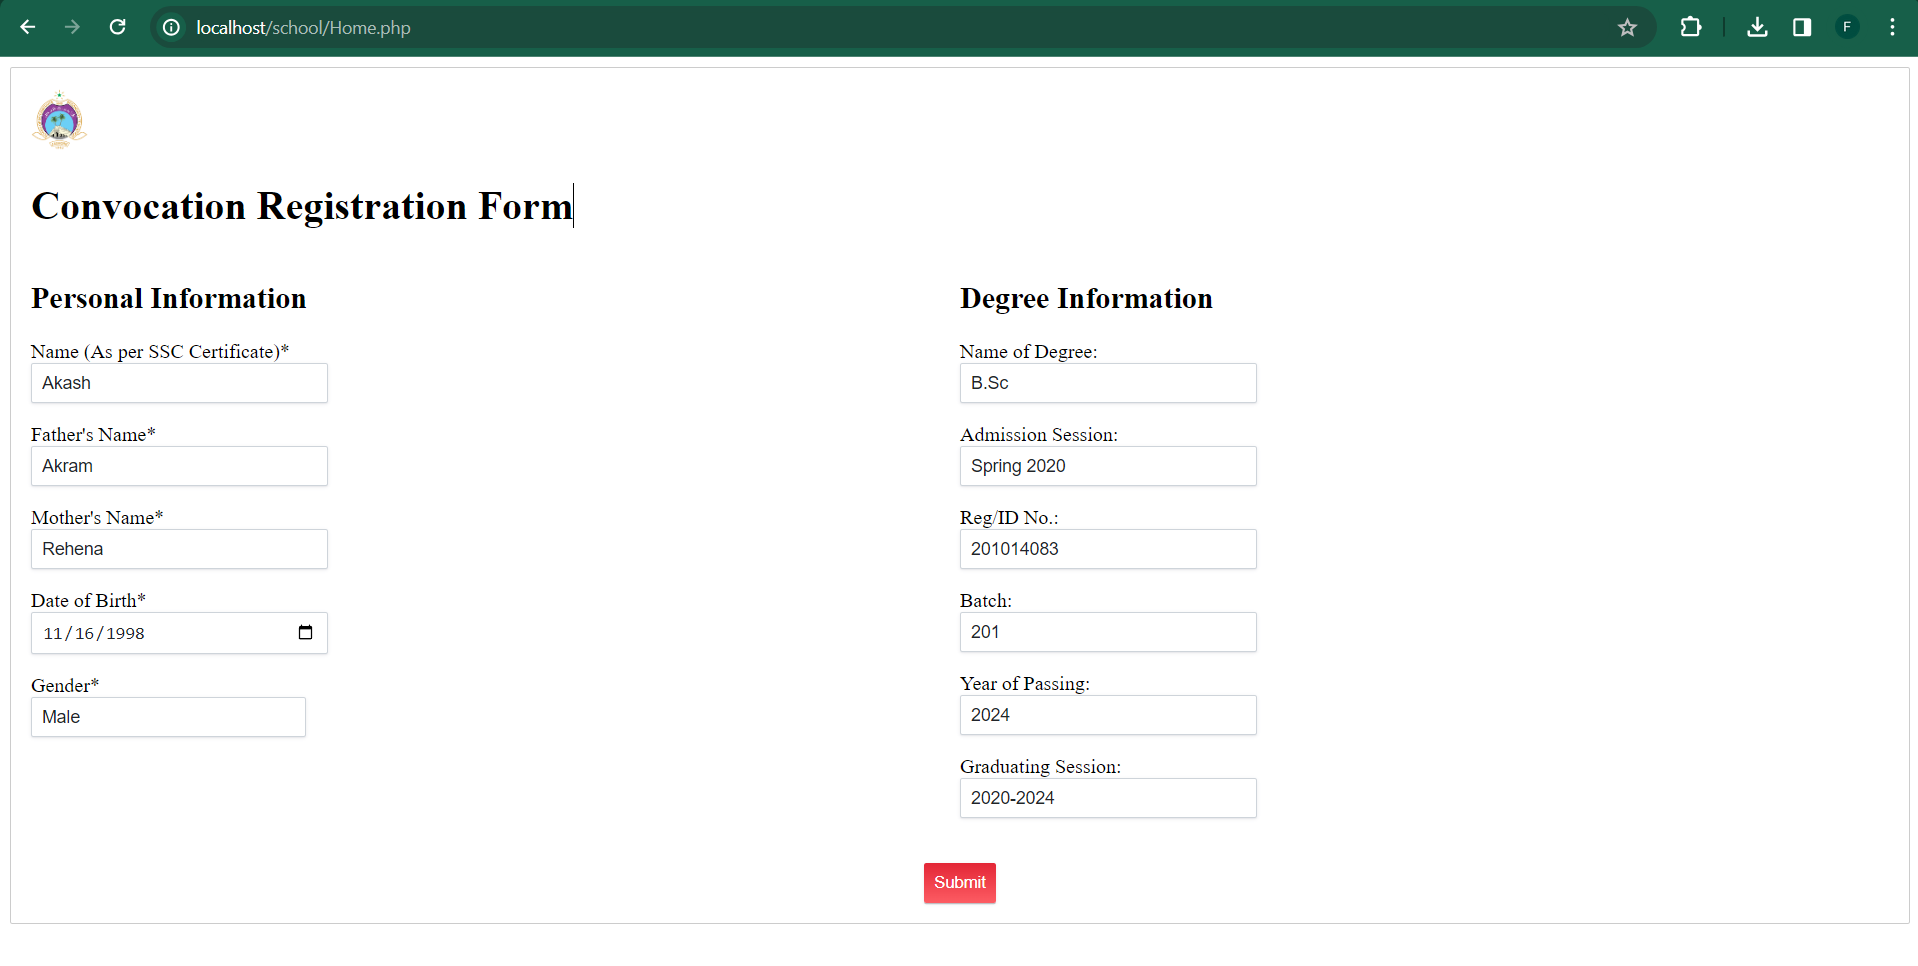 localhost/school/Home.php
F
Convocation Registration Form
Personal Information
Name (As per SSC Certificate)*
Akash
Father's Name*
Akram
Mother's Name*
Rehena
Date of Birth*
11/16/1998
Gender*
Male
Degree Information
Name of Degree:
B.Sc
Admission Session:
Spring 2020
Reg/ID No.:
201014083
Batch:
201
Year of Passing:
2024
Graduating Session:
2020-2024
Submit